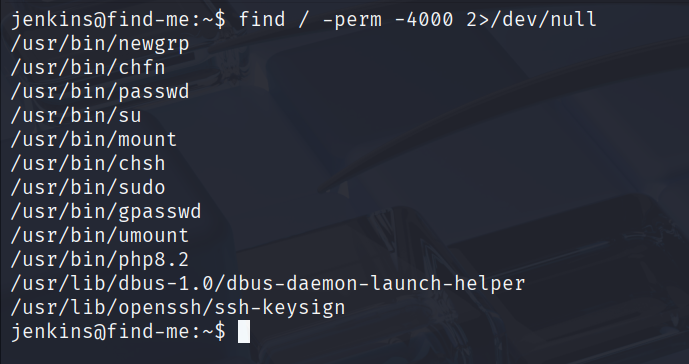 jenkins@find-me:~$ find / -perm -4000 2>/dev/null
/usr/bin/newgrp
/usr/bin/chfn
/usr/bin/passwd
/usr/bin/su
/usr/bin/mount
/usr/bin/chsh
/usr/bin/sudo
/usr/bin/gpasswd
/usr/bin/umount
/usr/bin/php8.2
/usr/lib/dbus-1.0/dbus-daemon-launch-helper
/usr/lib/openssh/ssh-keysign
jenkins@find-me:~$